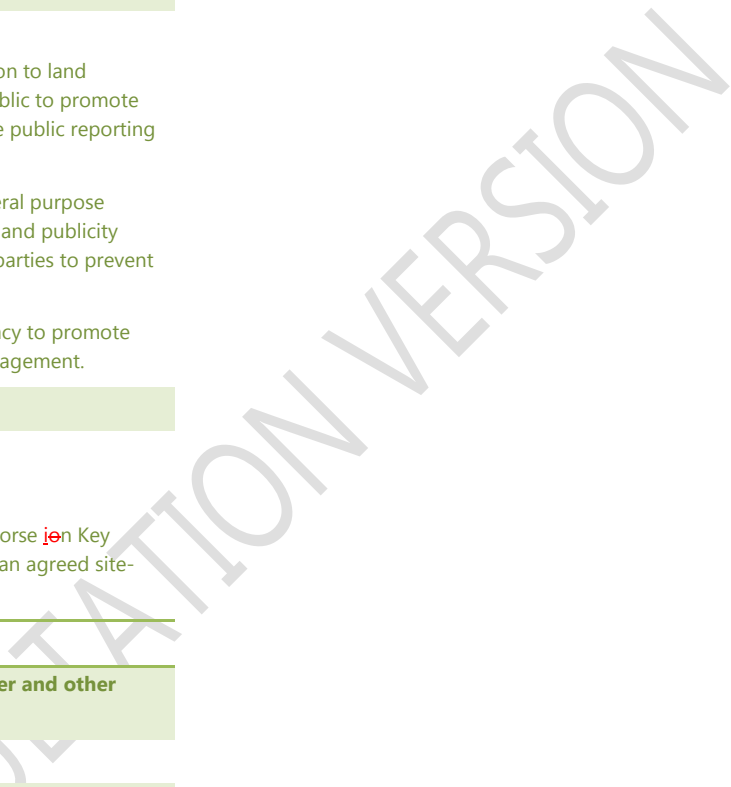 on to land
blic to promote
e public reporting
eral purpose
and publicity
parties to prevent
cy to promote
agement.
orse ion Key
an agreed site-
er and other
TATION VERSION